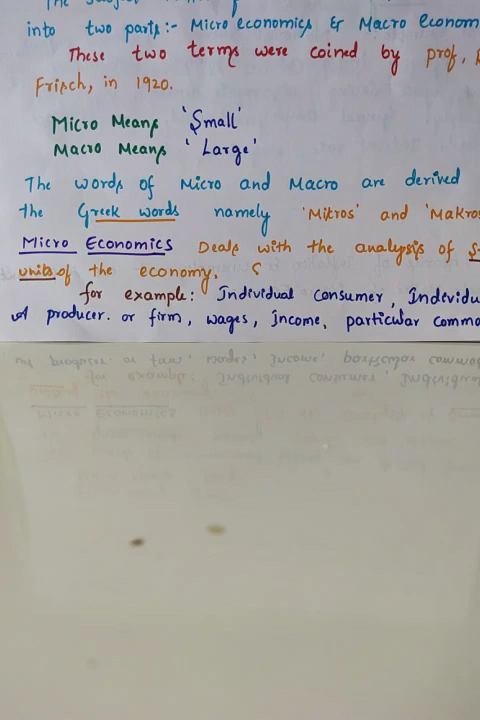 The subject
into two parts:- Micro economics & Macro econom
These two terms were coined by prof,
Frisch, in 1920.
Micro Means 'Small'
Macro Means 'Large'
The words of Micro and Macro are derived
the Greek words namely 'Mikros' and 'Makros
Micro Economics Deals with the analysis of S
units of the economy.
for example: Individual consumer, Individu
A producer. or firm, wages, Income, particular commo